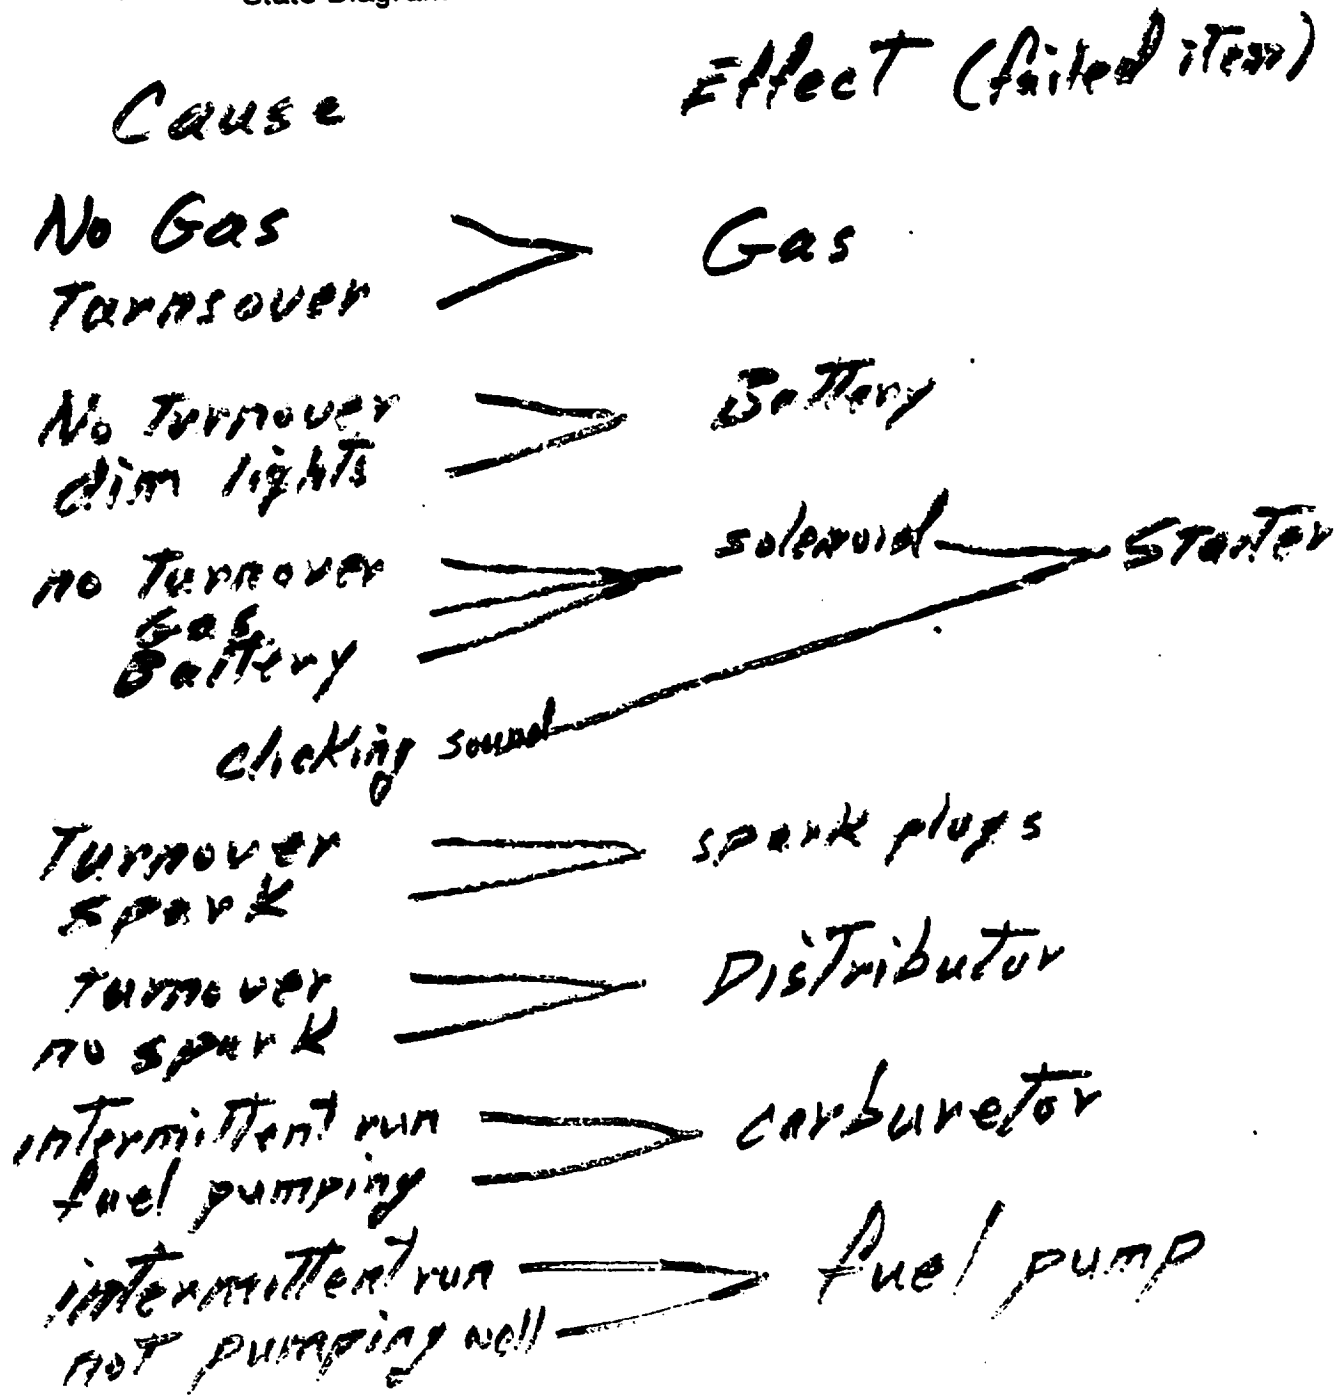 State Diagram
Cause
Effect (failed item)
No Gas
Turnsover
Gas
No Turnover
dim lights
Battery
no Turnover
Gas
Battery
solenoid
Starter
clicking sound
Turnover
spark
spark plugs
turnover
no spark
Distributor
intermittent run
fuel pumping
carburetor
intermittent run
not pumping well
fuel pump